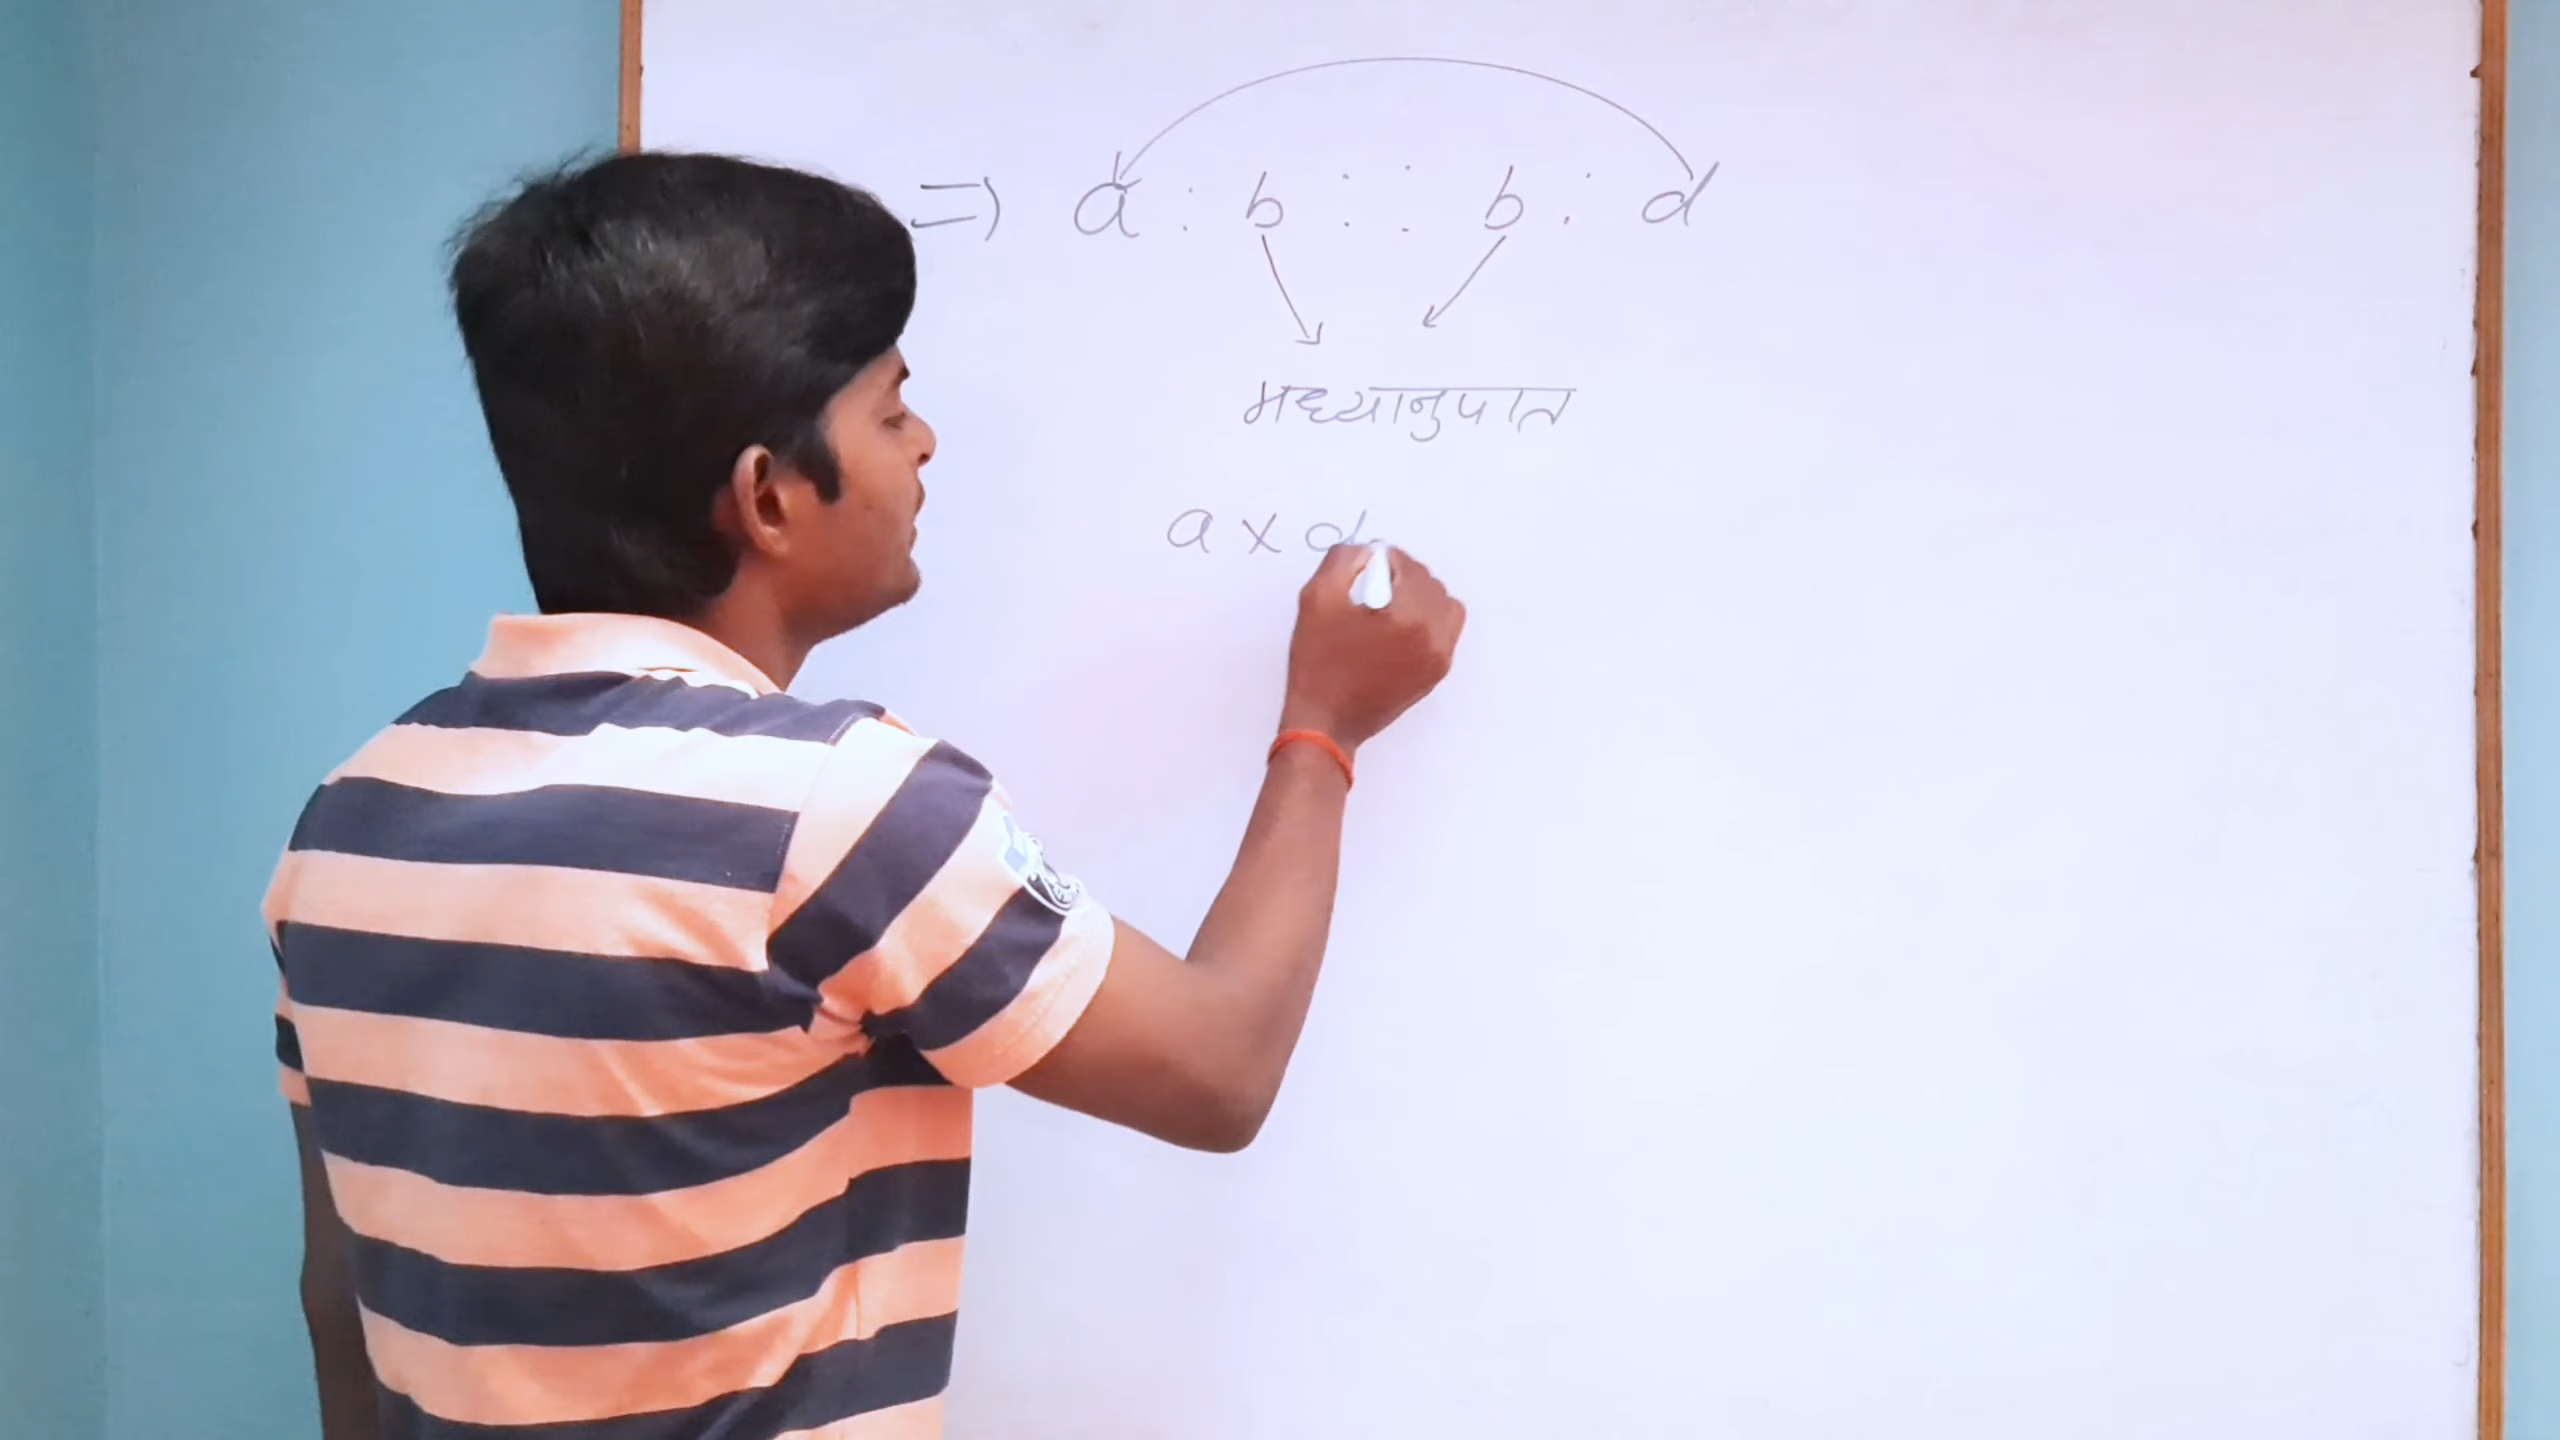 =) a : b : : b : d
मध्यानुपात
a x d